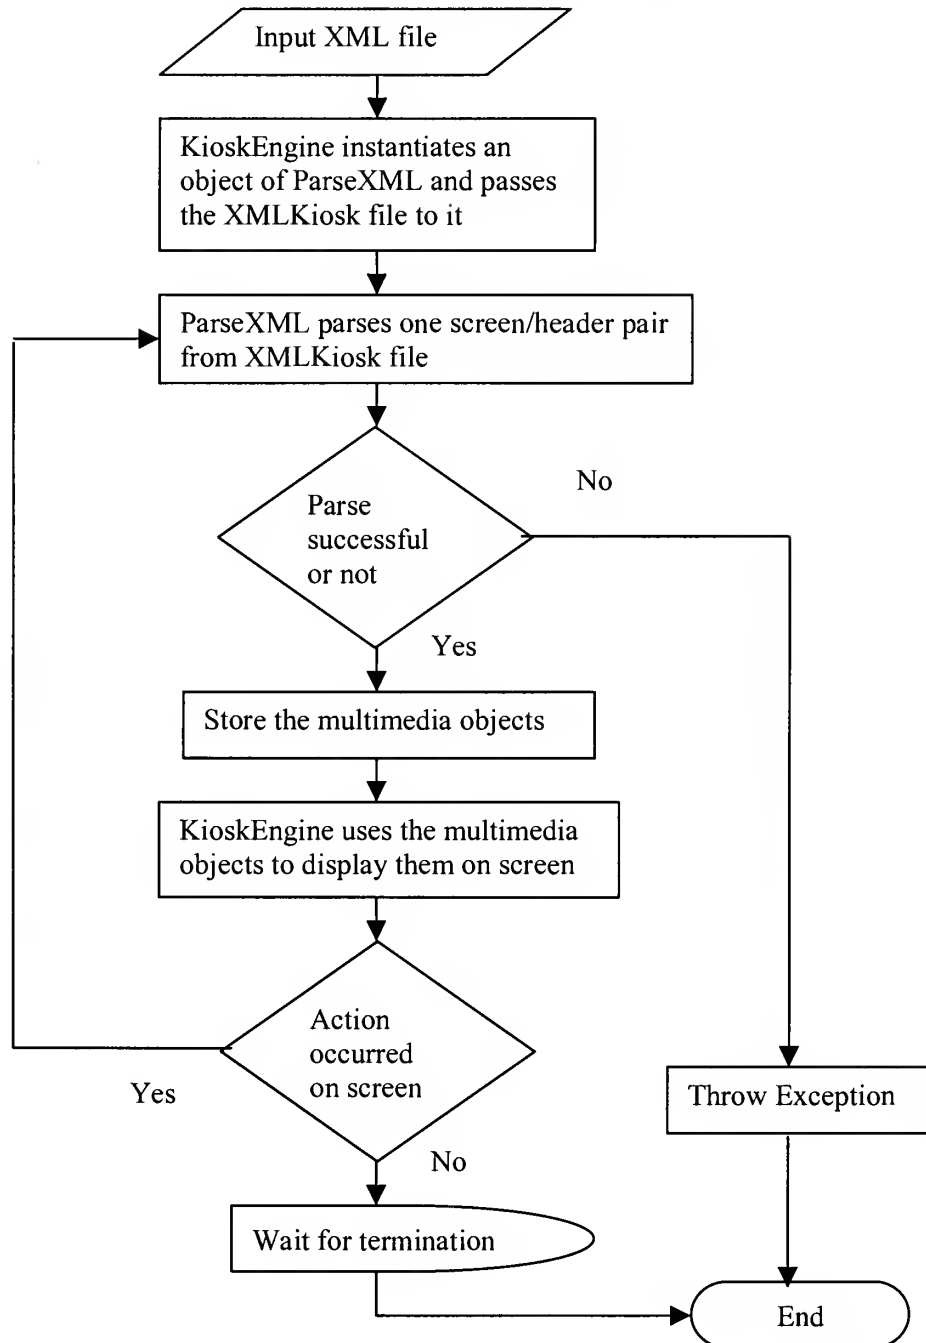 Input XML file
KioskEngine instantiates an
object of ParseXML and passes
the XMLKiosk file to it
ParseXML parses one screen/header pair
from XMLKiosk file
No
Parse
successful
or not
Yes
Store the multimedia objects
KioskEngine uses the multimedia
objects to display them on screen
Action
occurred
on screen
Yes
Throw Exception
No
Wait for termination
End